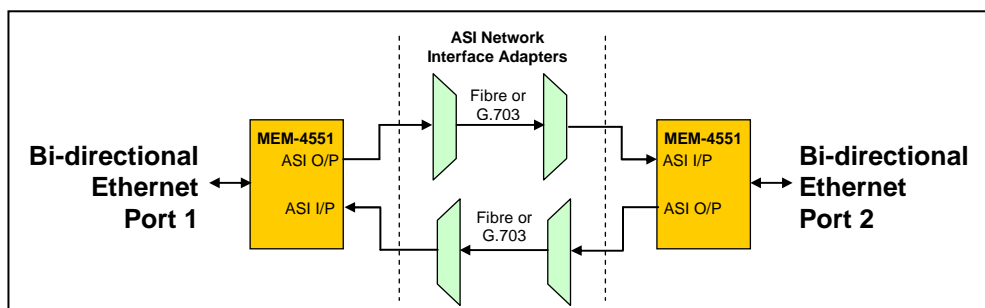 ASI Network
Interface Adapters
Fibre or
G.703
MEM-4551
ASI O/P
ASI I/P
Bi-directional
Ethernet
Port 1
MEM-4551
ASI I/P
ASI O/P
Bi-directional
Ethernet
Port 2
Fibre or
G.703